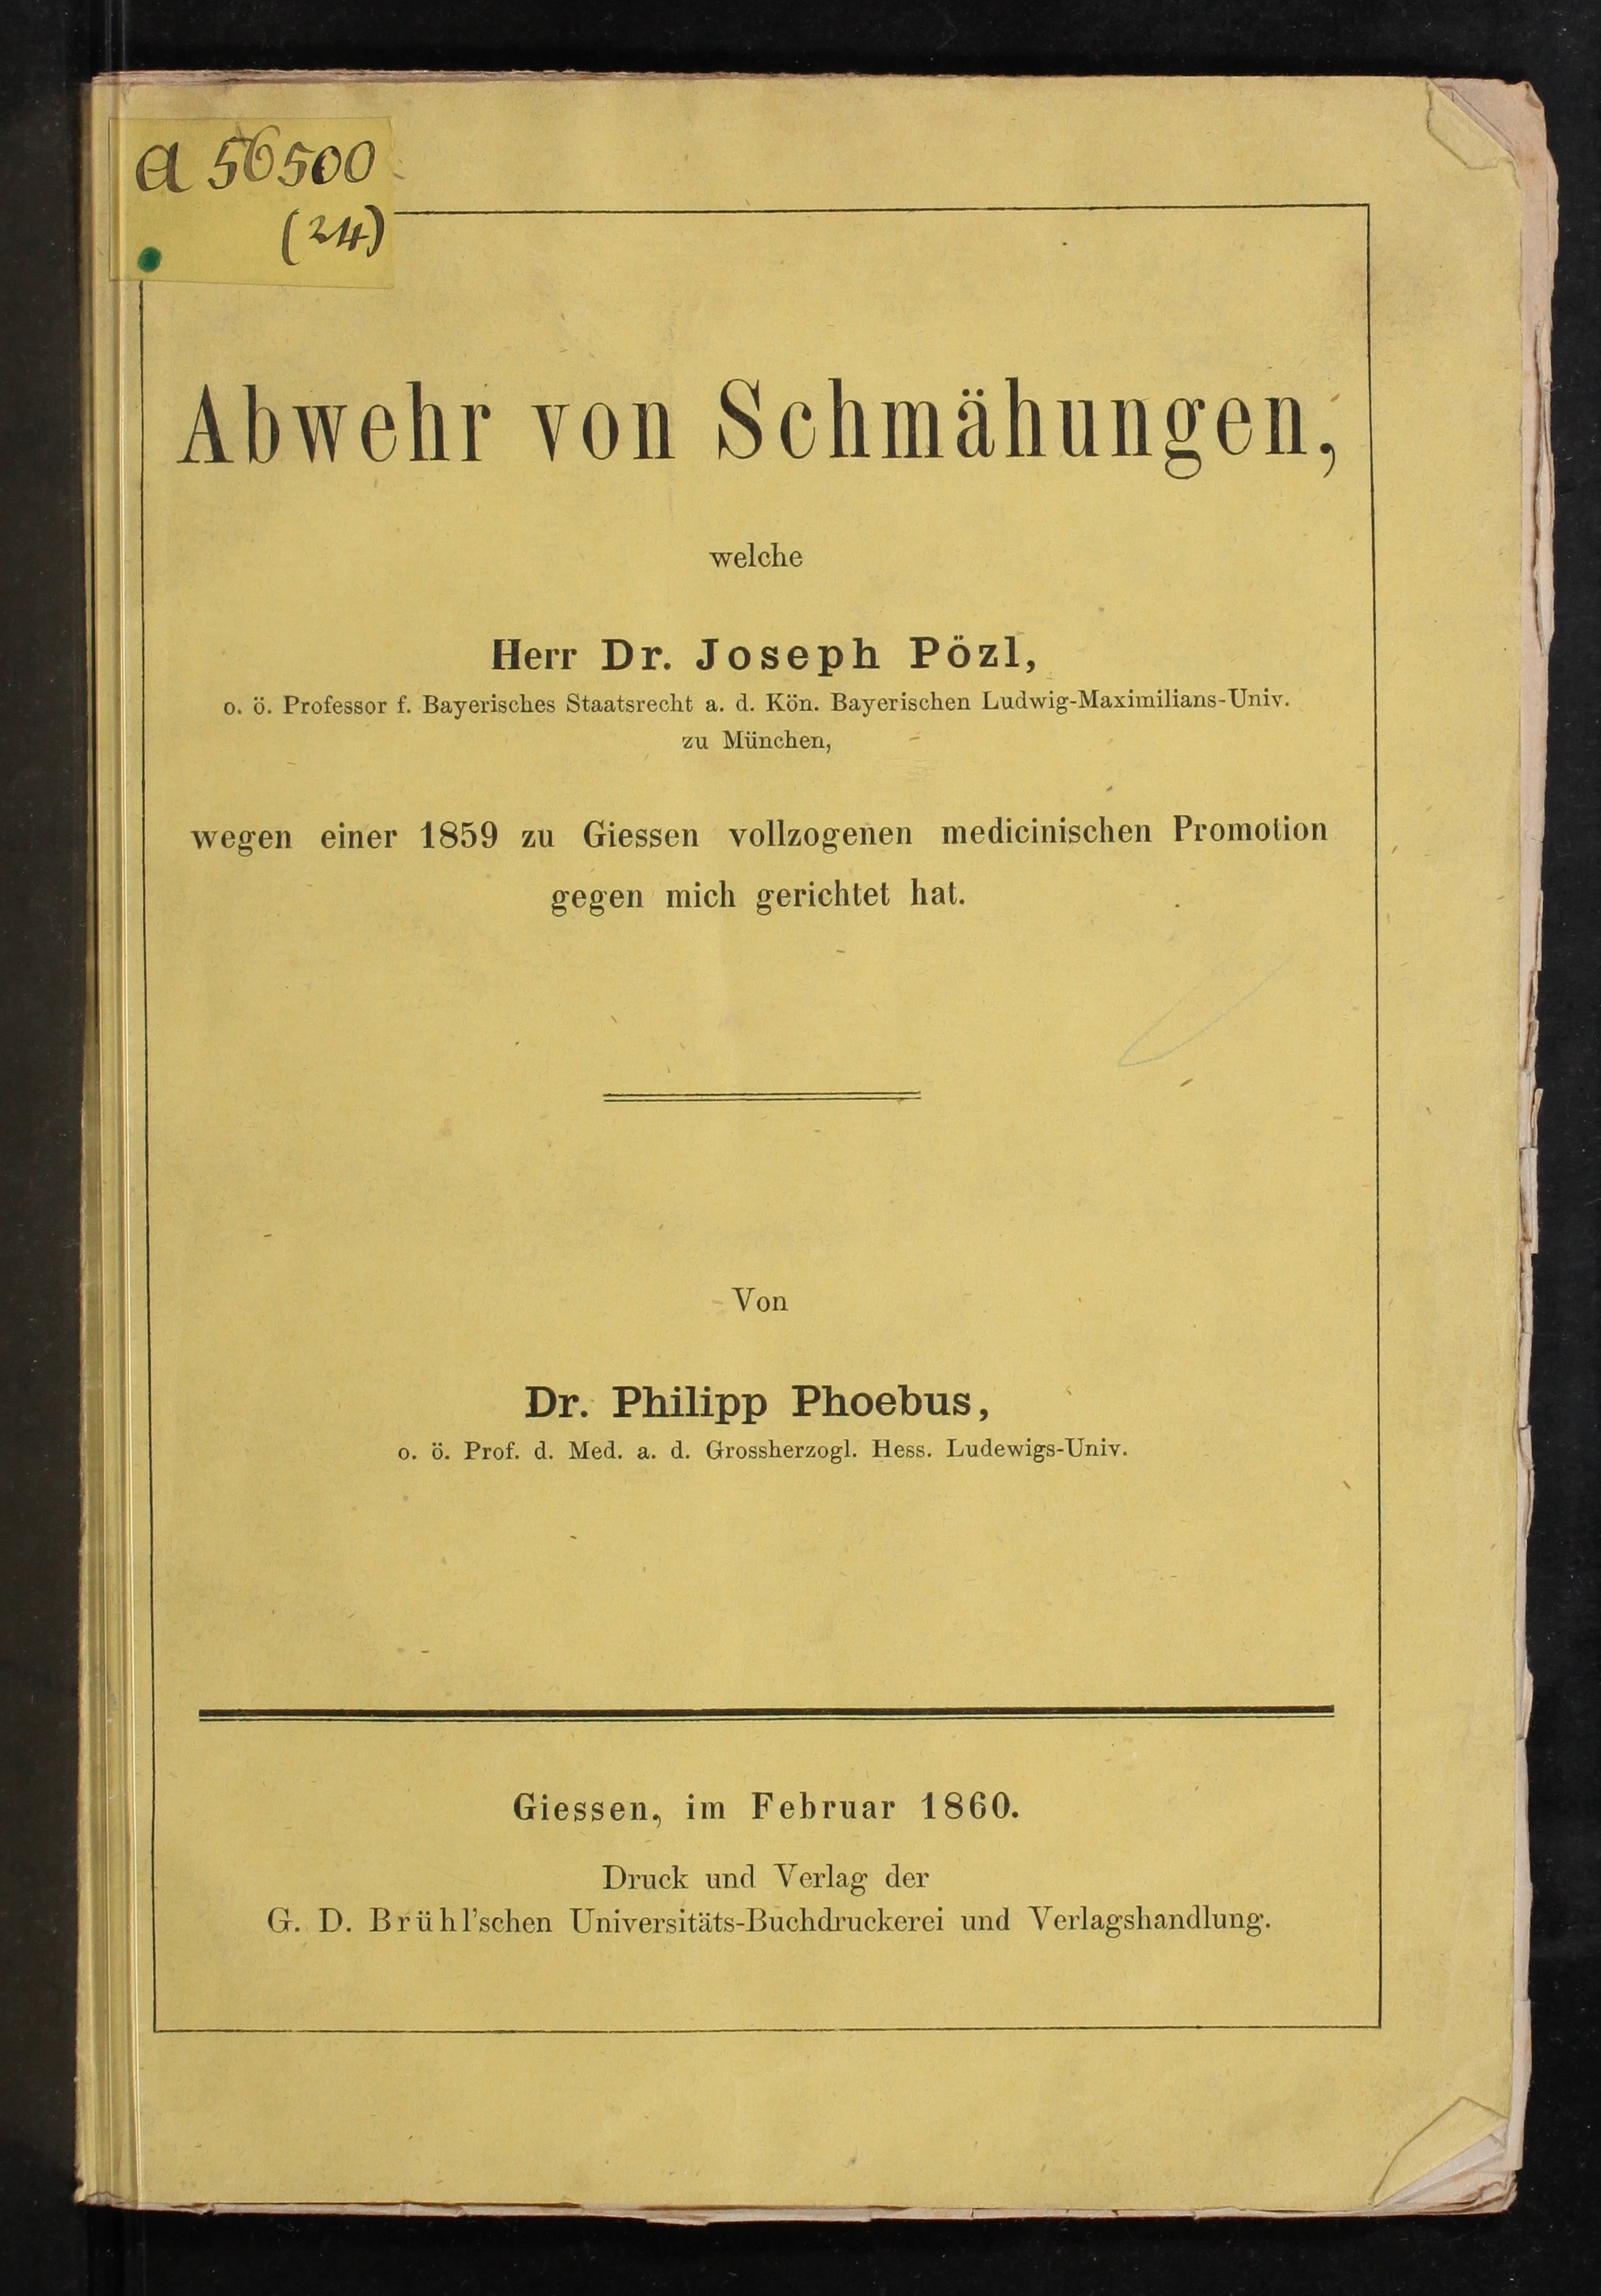 a 56500
(24)
Abwehr von Schmähungen,
welche
Herr Dr. Joseph Pözl,
o. ö. Professor f. Bayerisches Staatsrecht a. d. Kön. Bayerischen Ludwig-Maximilians-Univ.
zu München,
wegen einer 1859 zu Giessen vollzogenen medicinischen Promotion
gegen mich gerichtet hat.
Von
Dr. Philipp Phoebus,
o. ö. Prof. d. Med. a. d. Grossherzogl. Hess. Ludewigs-Univ.
Giessen, im Februar 1860.
Druck und Verlag der
G. D. Brühl'schen Universitäts-Buchdruckerei und Verlagshandlung.